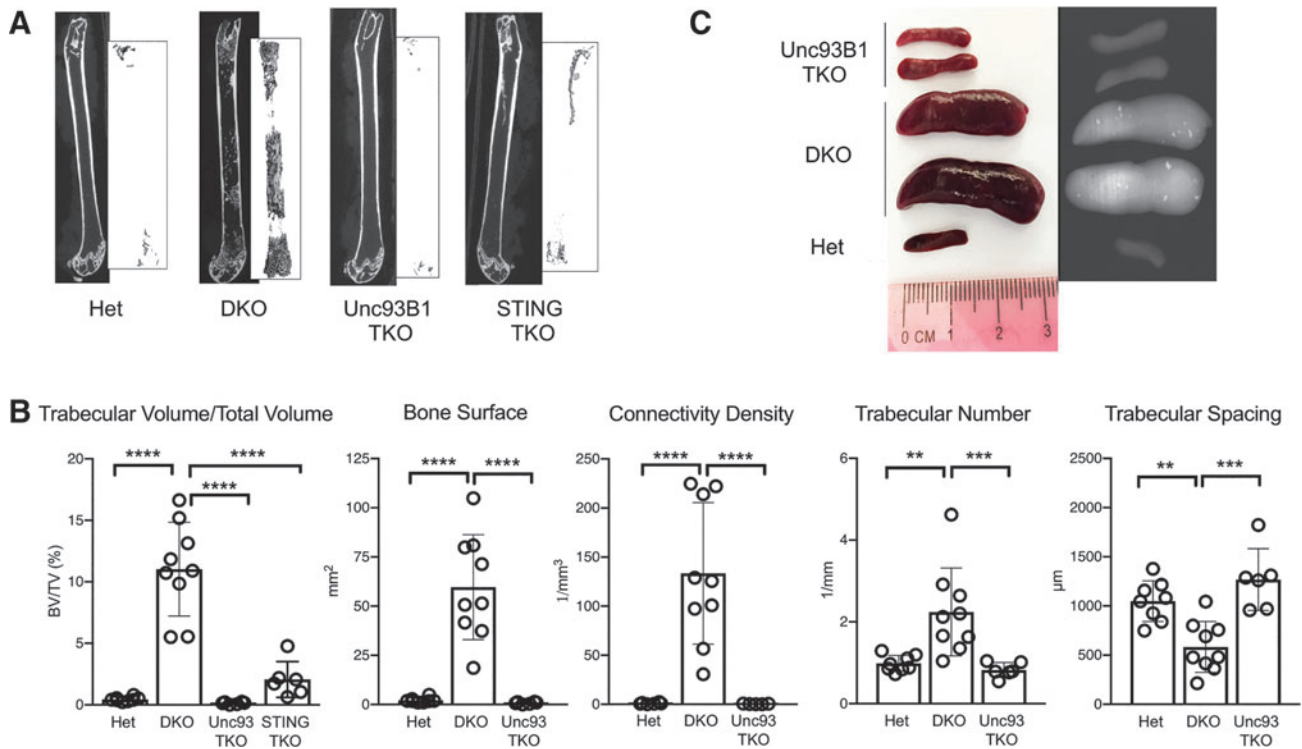 A
Het
DKO
Unc93B1
TKO
STING
TKO
C
Unc93B1
TKO
DKO
Het
0 CM 1 2 3
B
Trabecular Volume/Total Volume
BV/TV (%)
20
15
10
5
0
****
****
****
Het
DKO
Unc93
TKO
STING
TKO
Bone Surface
mm2
125
100
75
50
25
0
****
****
Het
DKO
Unc93
TKO
Connectivity Density
1/mm3
250
200
150
100
50
0
****
****
Het
DKO
Unc93
TKO
Trabecular Number
1/mm
6
4
2
0
**
***
Het
DKO
Unc93
TKO
Trabecular Spacing
µm
2500
2000
1500
1000
500
0
**
***
Het
DKO
Unc93
TKO